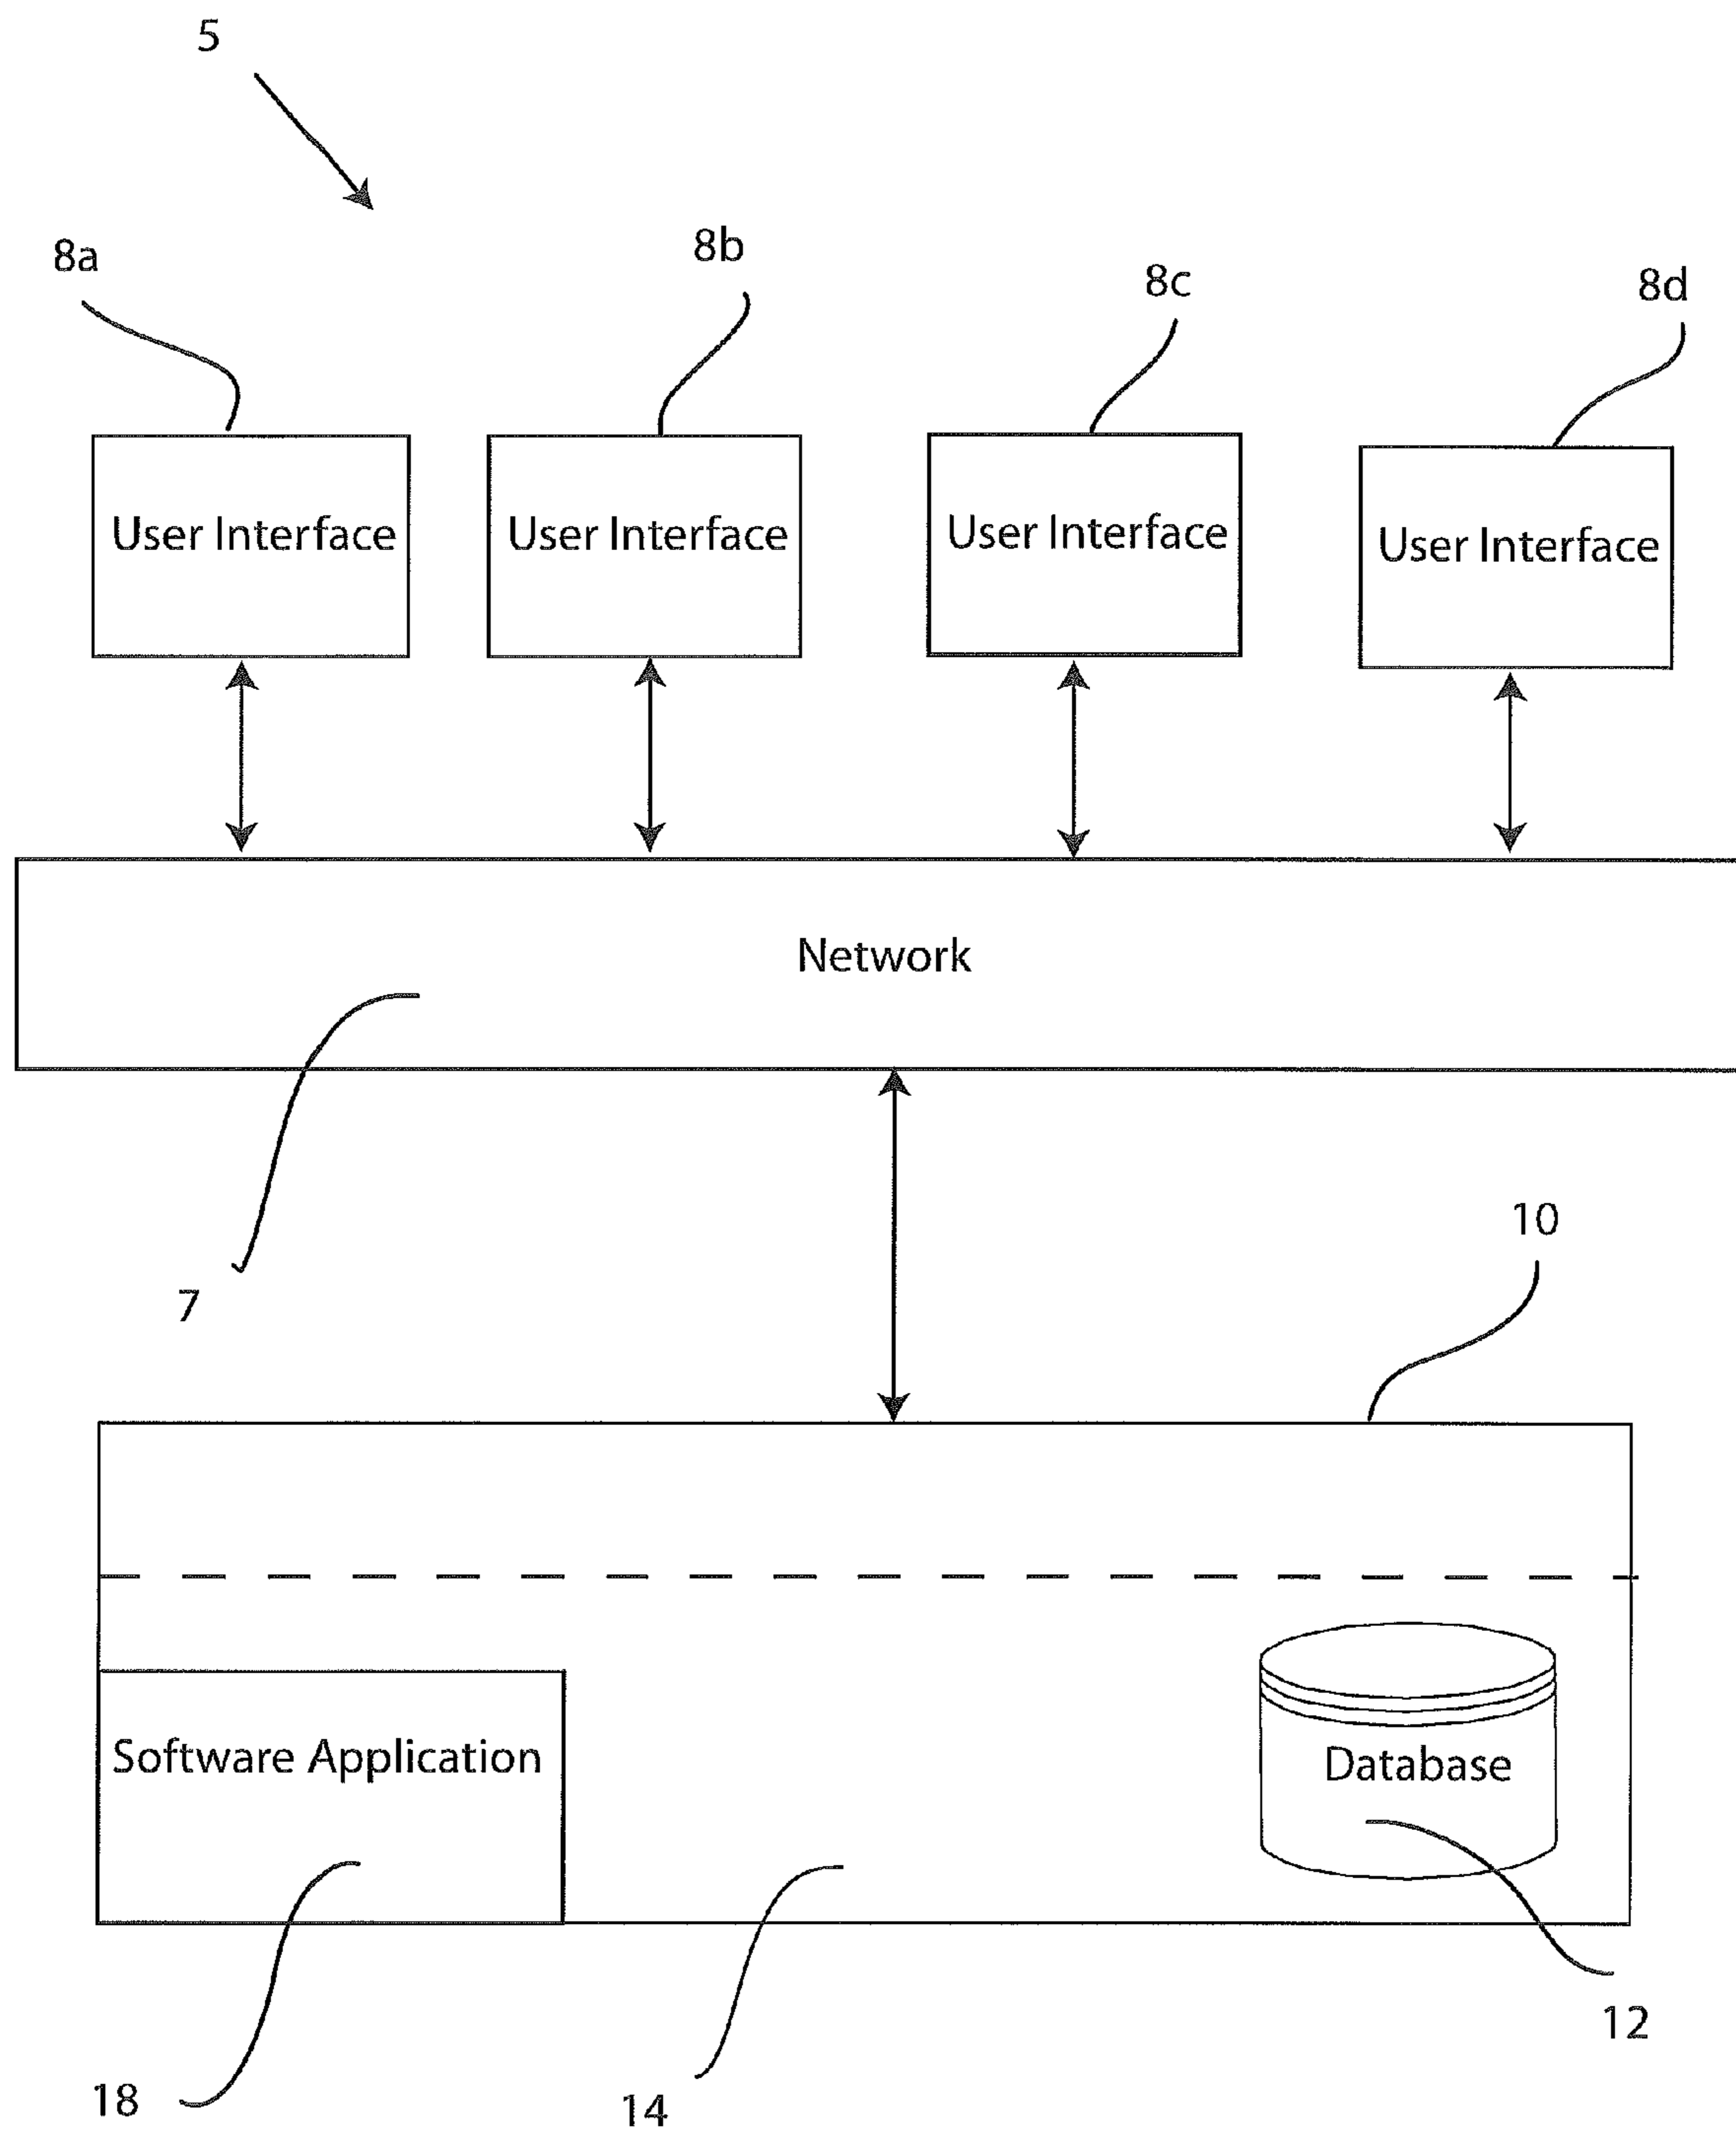 5
8a
8b
8c
8d
User Interface
User Interface
User Interface
User Interface
Network
7
10
Software Application
Database
12
18
14